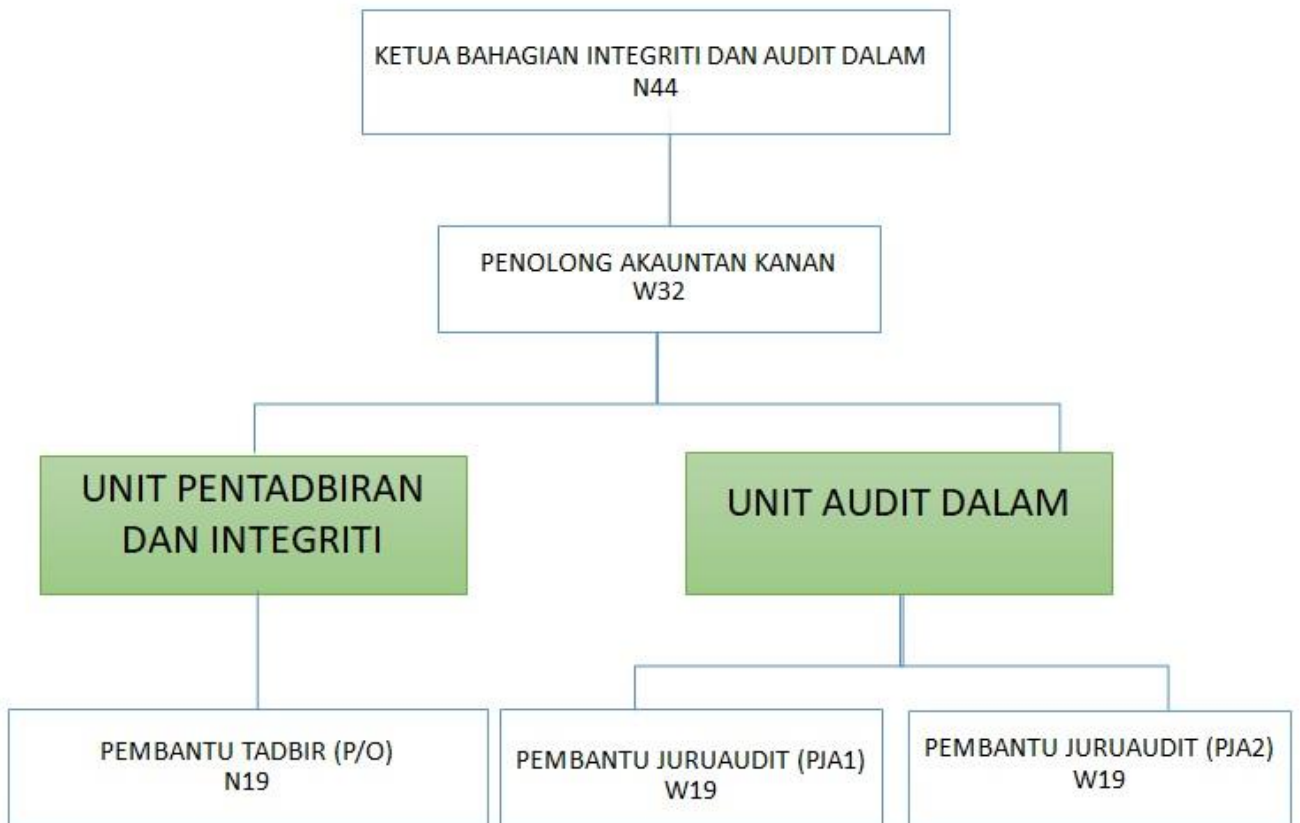 KETUA BAHAGIAN INTEGRITI DAN AUDIT DALAM
N44
PENOLONG AKAUNTAN KANAN
W32
UNIT PENTADBIRAN
DAN INTEGRITI
UNIT AUDIT DALAM
PEMBANTU TADBIR (P/O)
N19
PEMBANTU JURUAUDIT (PJA1)
W19
PEMBANTU JURUAUDIT (PJA2)
W19